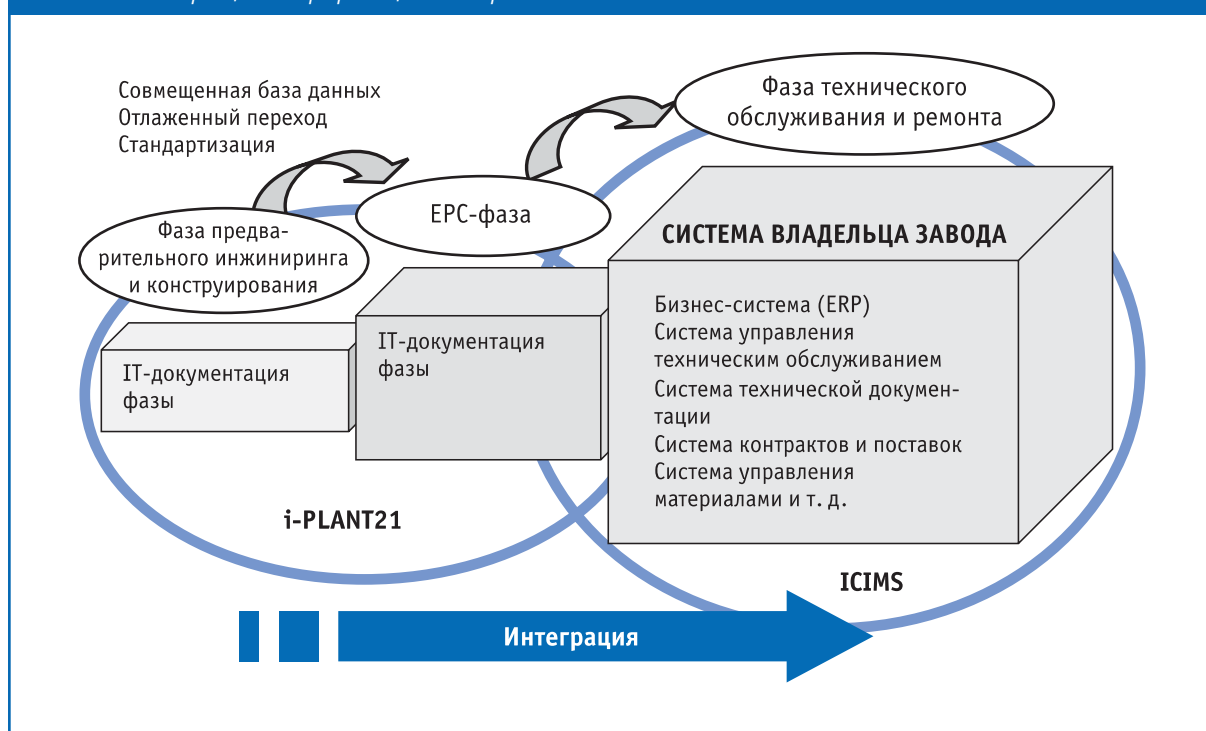 Совмещенная база данных
Отлаженный переход
Стандартизация
Фаза технического
обслуживания и ремонта
EPC-фаза
Фаза предва-
рительного инжиниринга
и конструирования
СИСТЕМА ВЛАДЕЛЬЦА ЗАВОДА
Бизнес-система (ERP)
Система управления
техническим обслуживанием
Система технической докумен-
тации
Система контрактов и поставок
Система управления
материалами и т. д.
IT-документация
фазы
IT-документация
фазы
i-PLANT21
ICIMS
Интеграция